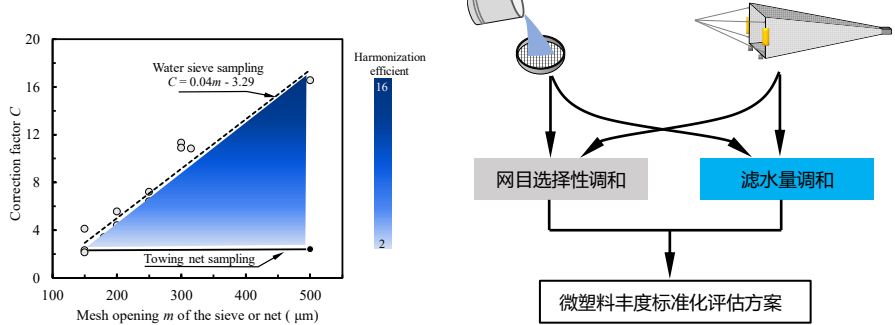 20
16
12
8
4
0
100
200
300
400
500
Correction factor C
Mesh opening m of the sieve or net ( μm)
Water sieve sampling
C = 0.04m - 3.29
Towing net sampling
Harmonization
efficient
16
2
网目选择性调和
滤水量调和
微塑料丰度标准化评估方案